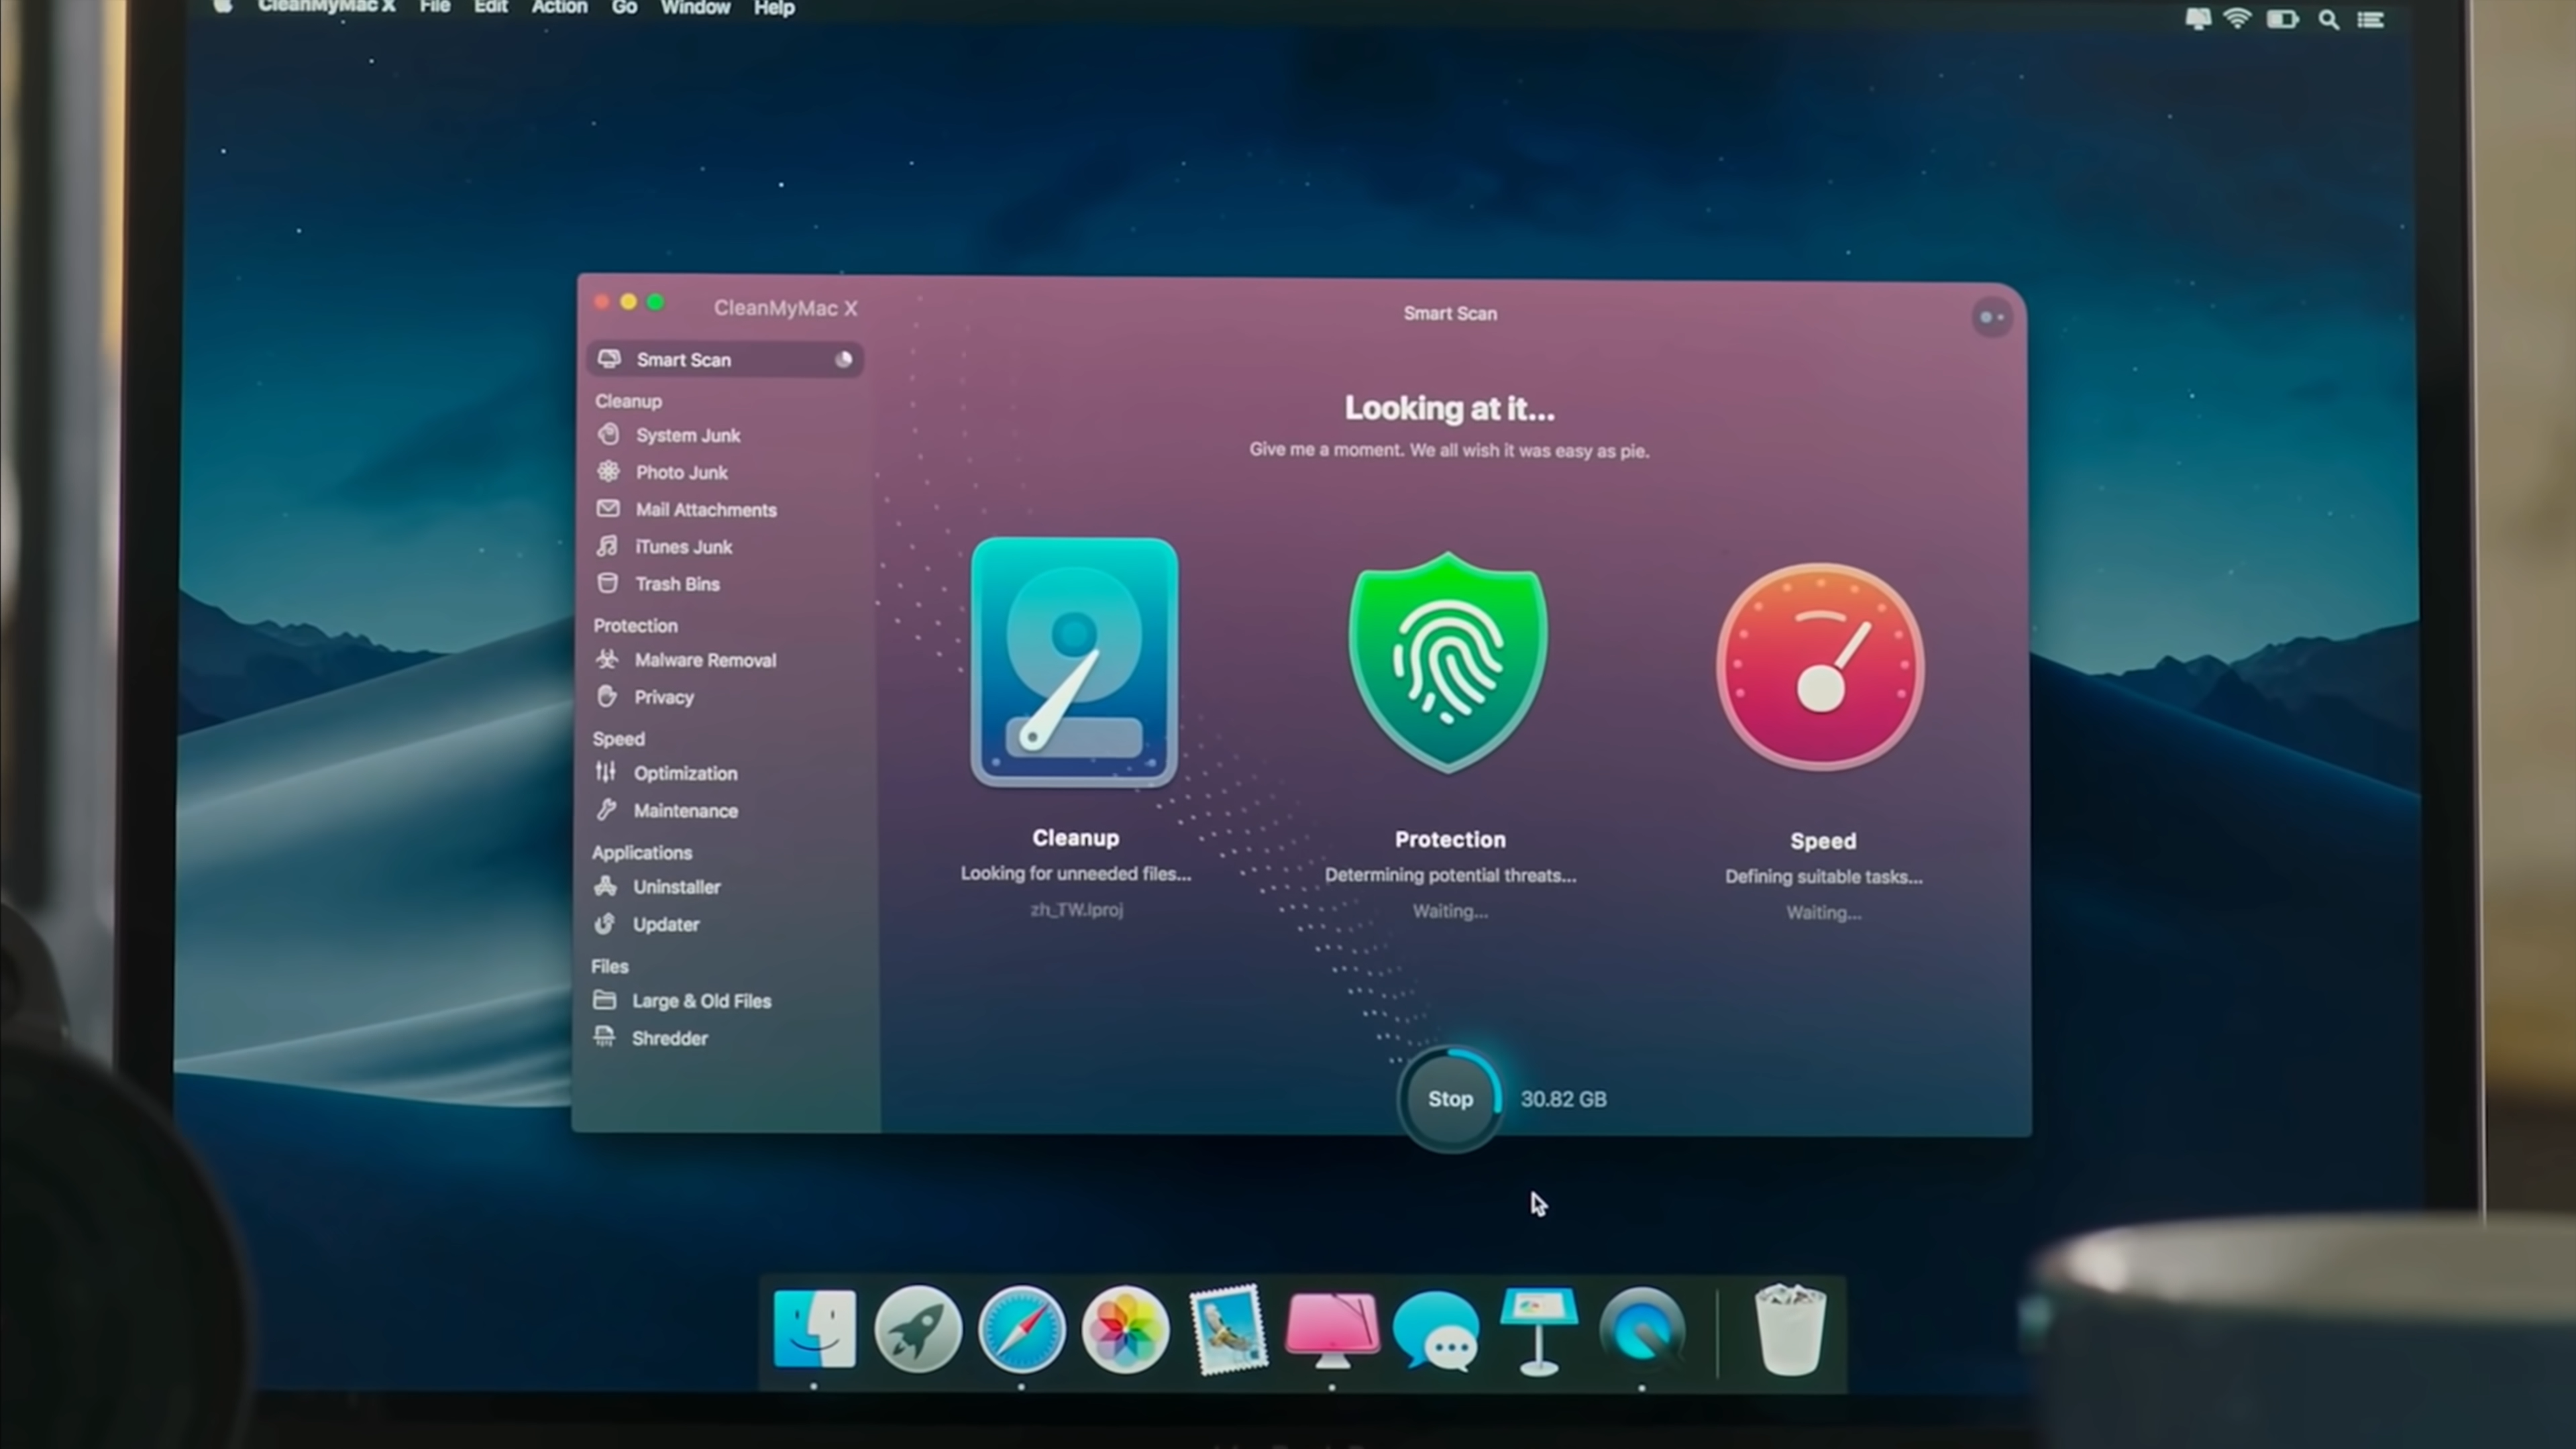 CleanMyMac X File Edit Action Go Window Help
CleanMyMac X
Smart Scan
Smart Scan
Cleanup
System Junk
Photo Junk
Mail Attachments
iTunes Junk
Trash Bins
Protection
Malware Removal
Privacy
Speed
Optimization
Maintenance
Applications
Uninstaller
Updater
Files
Large & Old Files
Shredder
Looking at it...
Give me a moment. We all wish it was easy as pie.
Cleanup
Looking for unneeded files...
zh_TW.lproj
Protection
Determining potential threats...
Waiting...
Speed
Defining suitable tasks...
Waiting...
Stop
30.82 GB